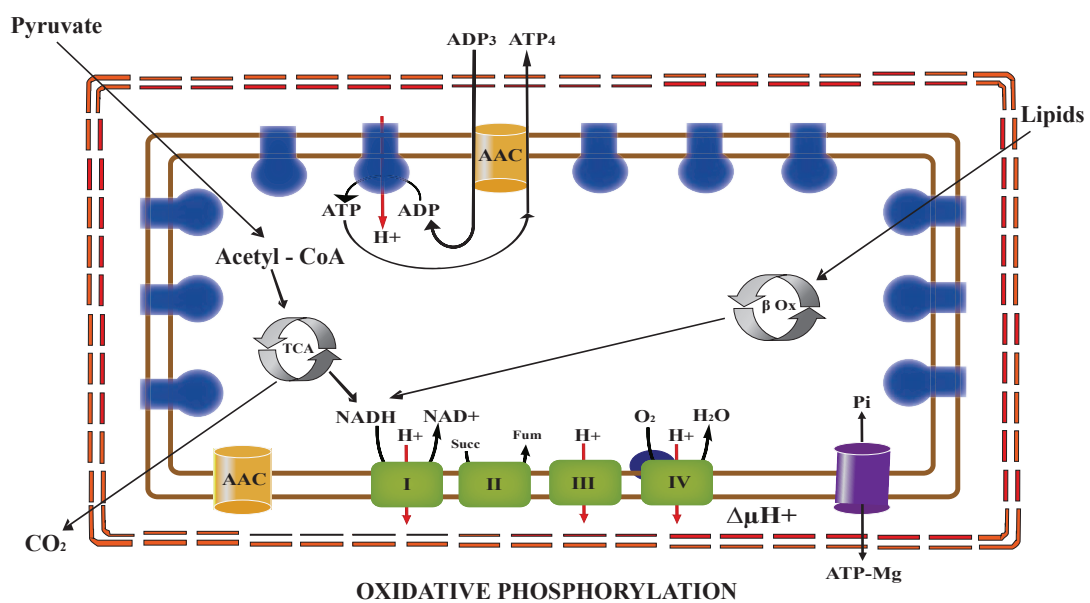 Pyruvate
ADP3 ATP4
Lipids
AAC
ATP ADP
H+
Acetyl - CoA
β Ox
TCA
NADH NAD+
H+
Succ
Fum
H+
O₂
H+
H₂O
Pi
AAC
I
II
III
IV
ΔμH+
CO₂
ATP-Mg
OXIDATIVE PHOSPHORYLATION